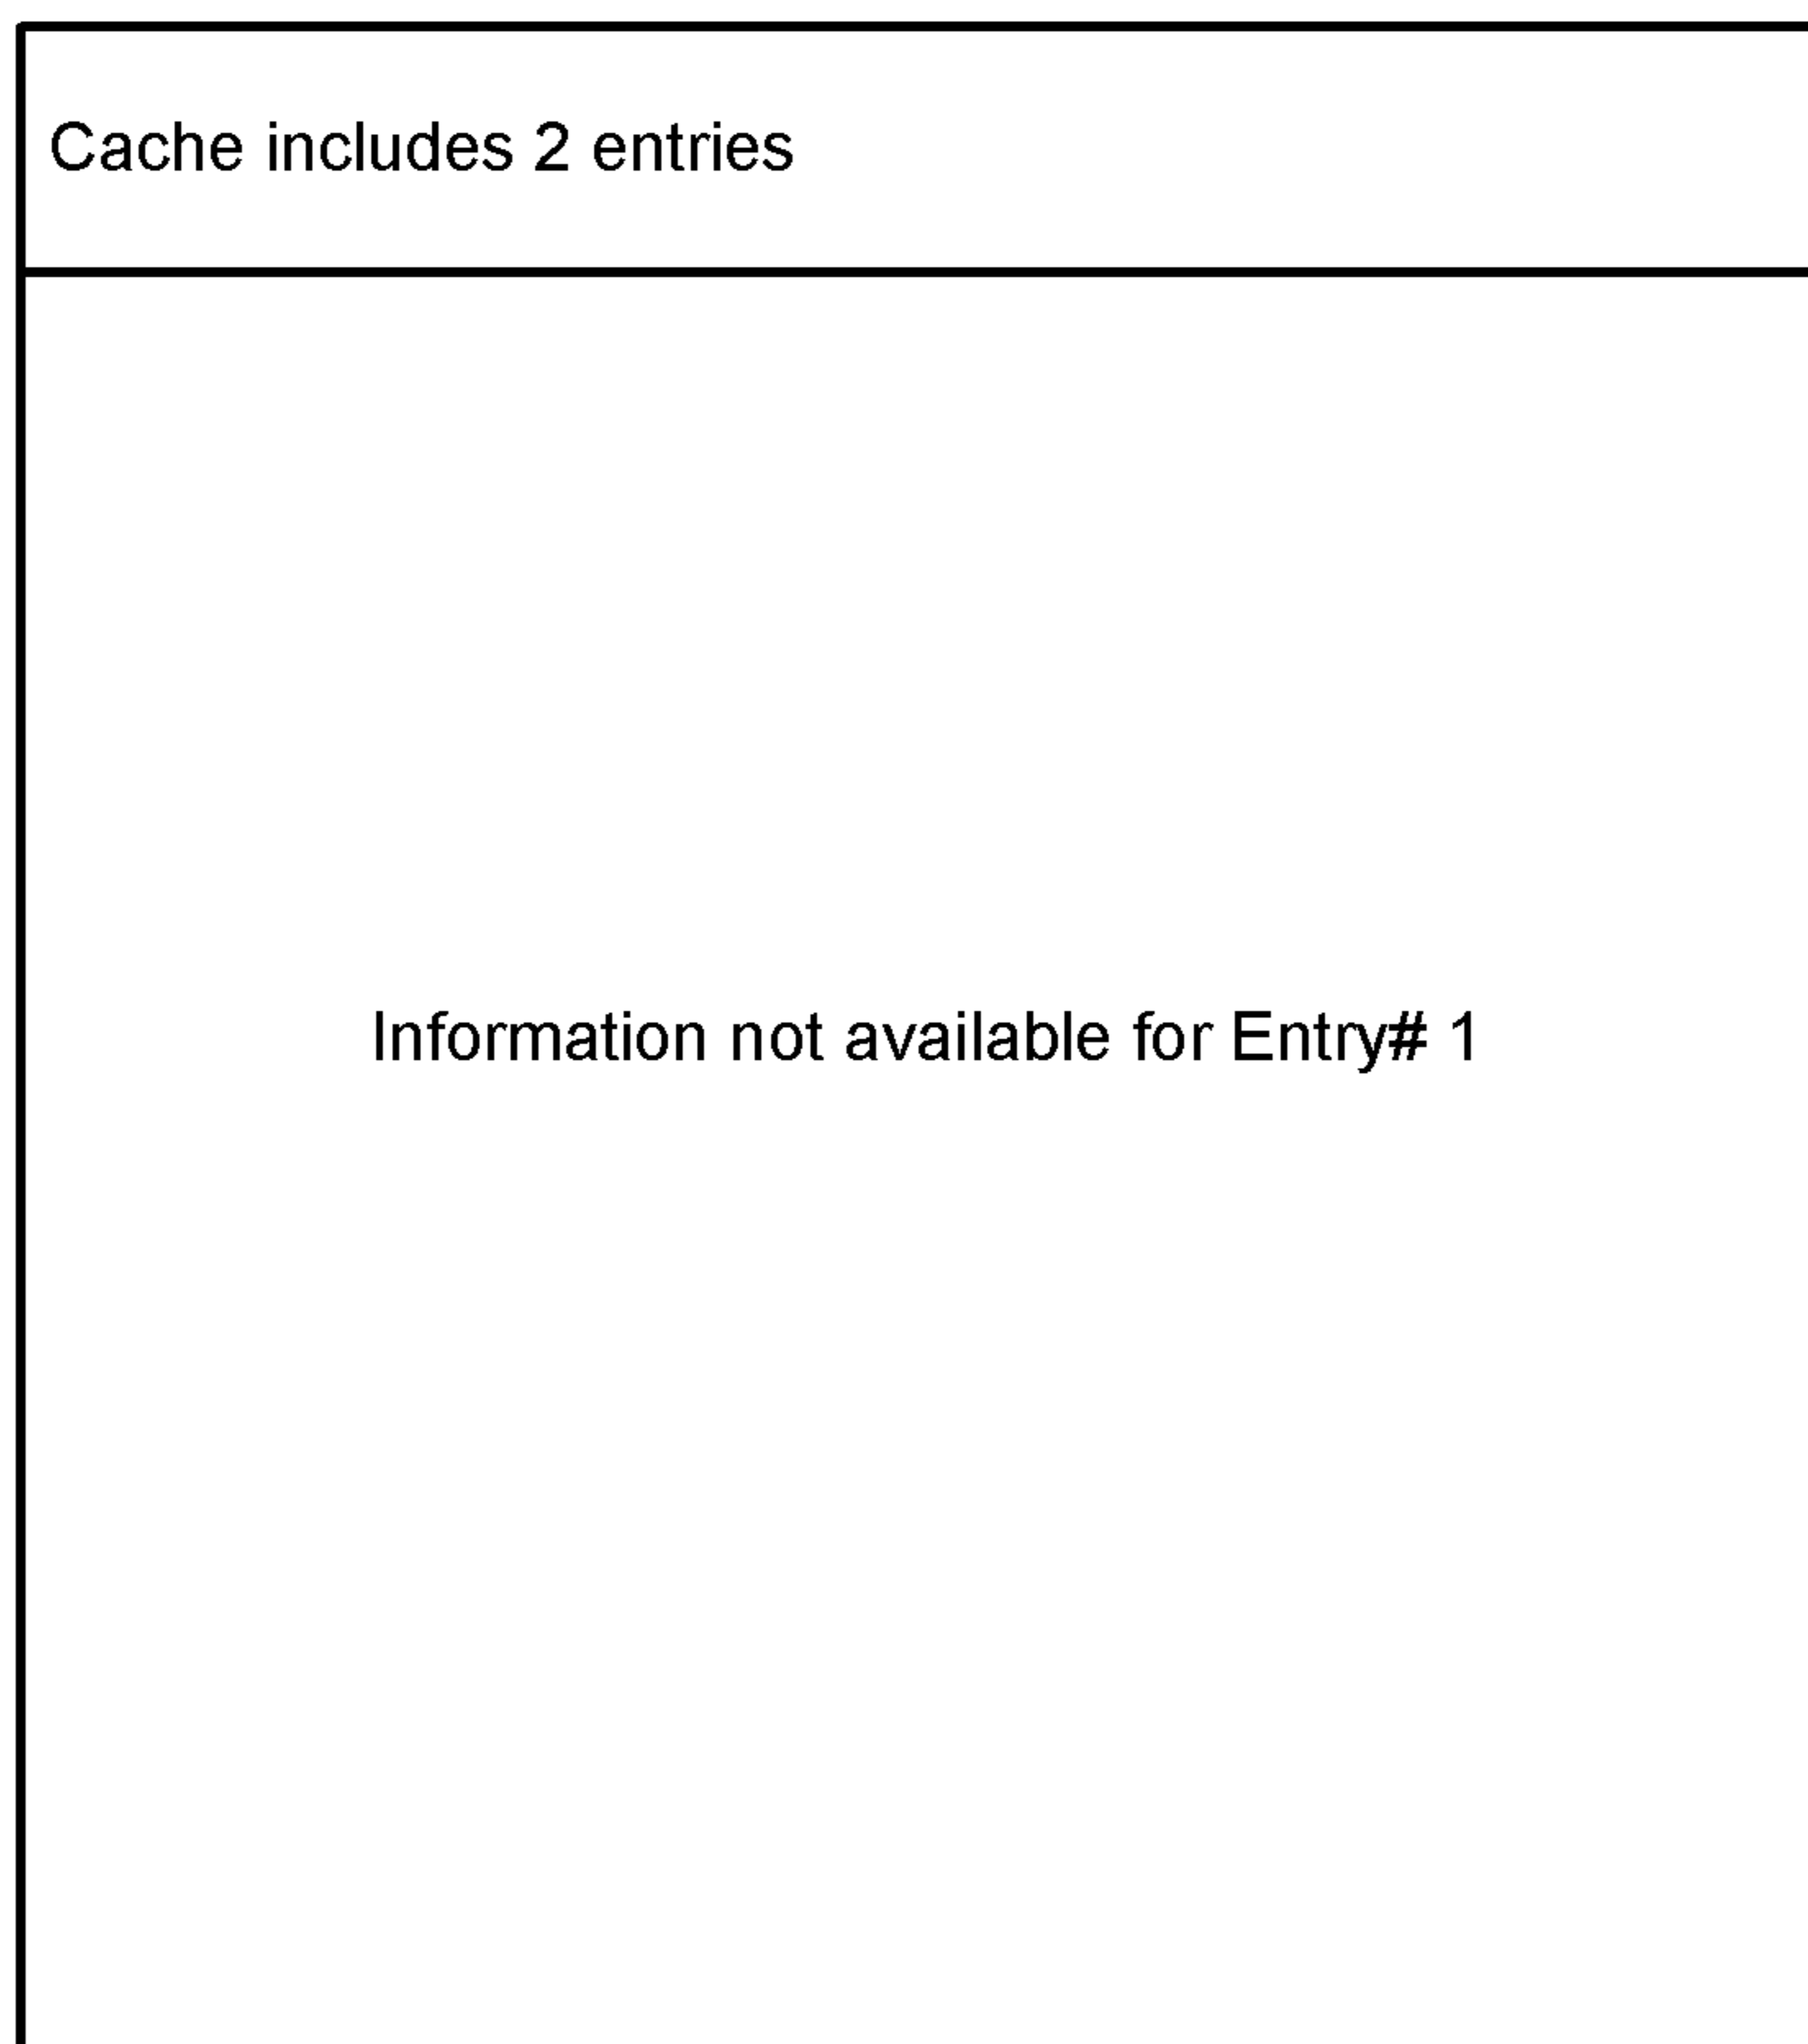 Cache includes 2 entries
Information not available for Entry# 1